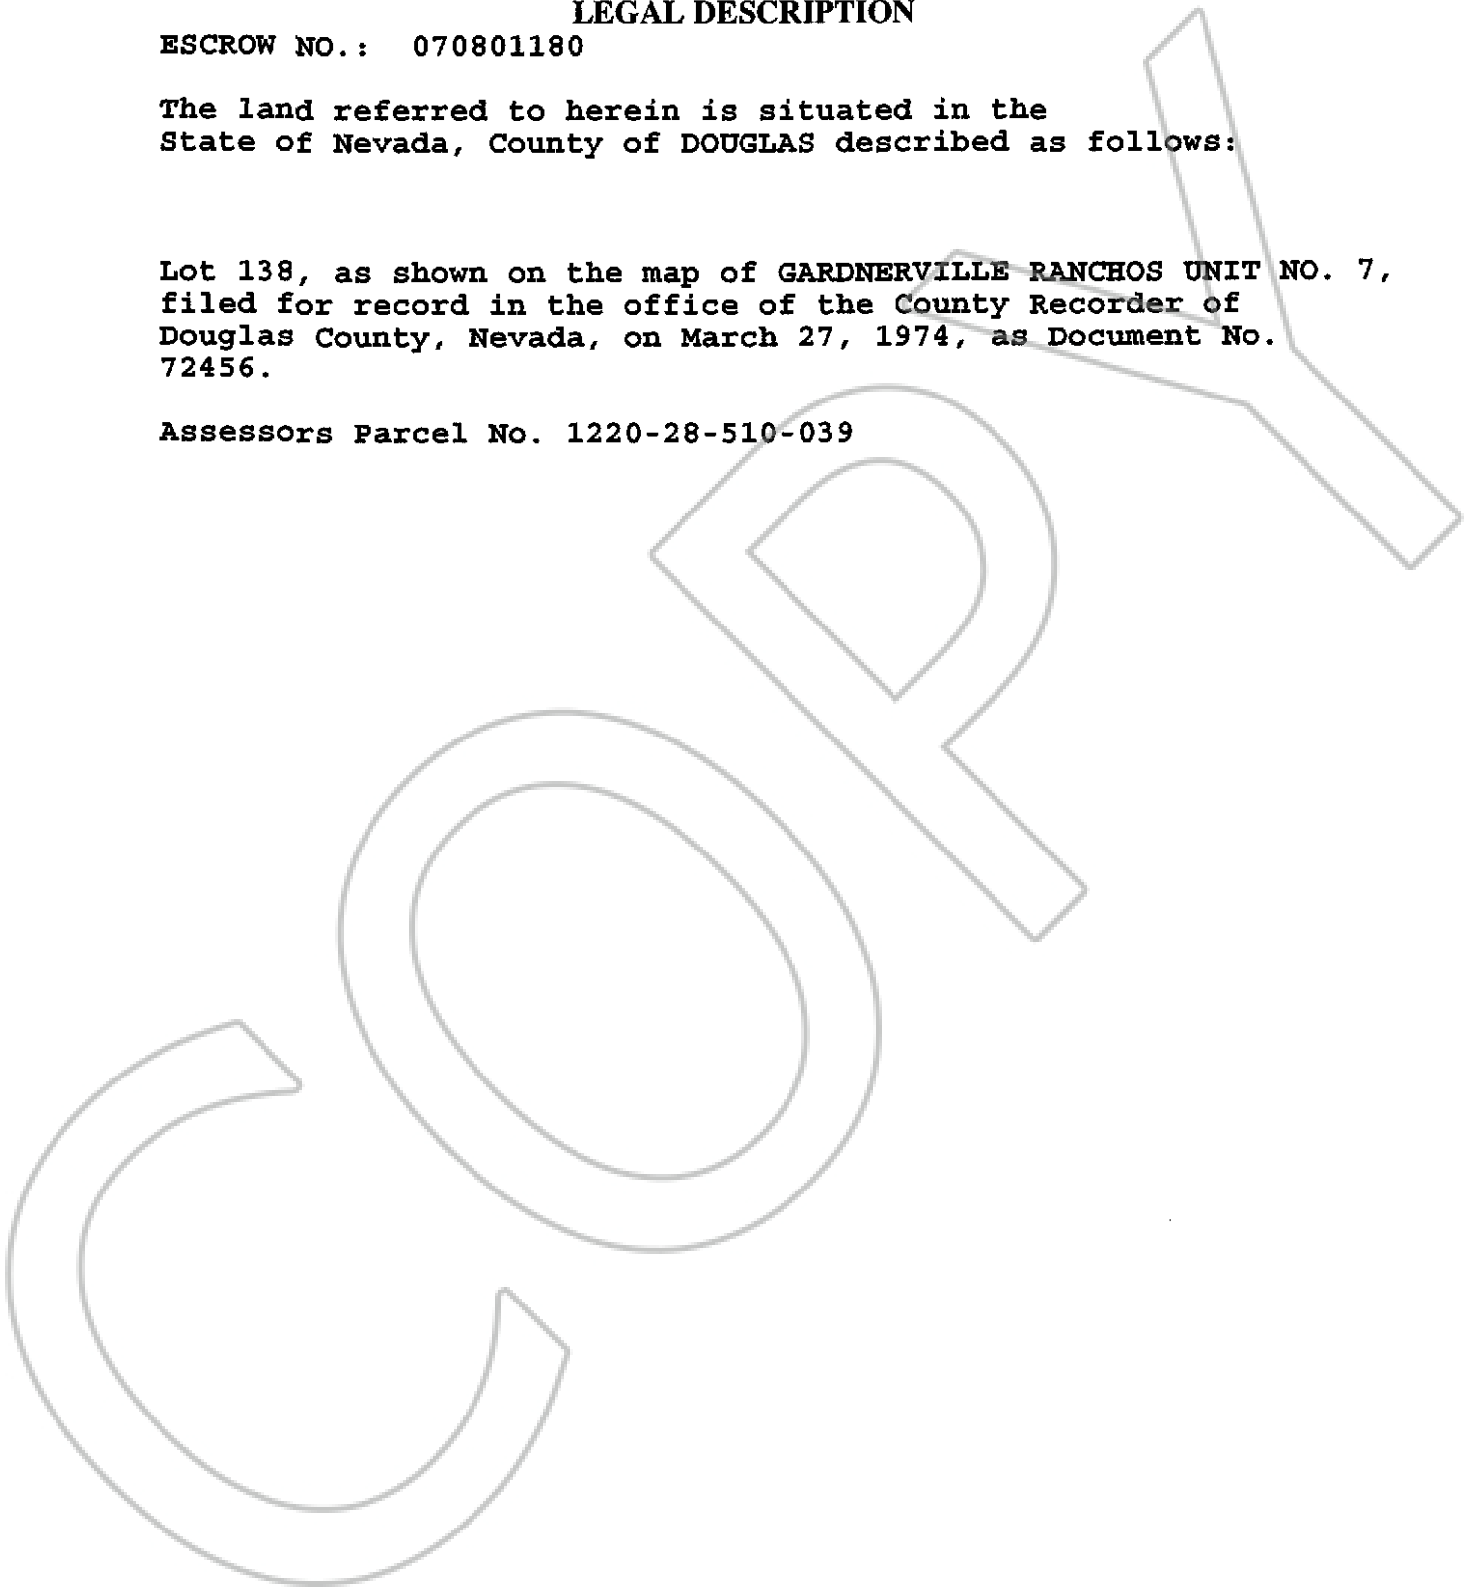 LEGAL DESCRIPTION
ESCROW NO.: 070801180
The land referred to herein is situated in the
State of Nevada, County of DOUGLAS described as follows:
Lot 138, as shown on the map of GARDNERVILLE RANCHOS UNIT NO. 7,
filed for record in the office of the County Recorder of
Douglas County, Nevada, on March 27, 1974, as Document No.
72456.
Assessors Parcel No. 1220-28-510-039
COPY